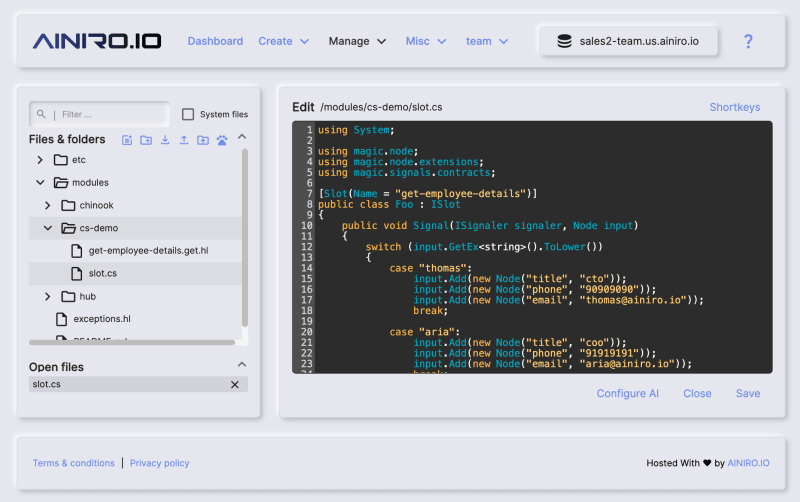 AINIRO.IO
Dashboard Create Manage Misc team sales2-team.us.ainiro.io ?
Filter ... System files
Files & folders
etc
modules
chinook
cs-demo
get-employee-details.get.hl
slot.cs
hub
exceptions.hl
Open files
slot.cs
Edit /modules/cs-demo/slot.cs Shortkeys
1 using System;
2
3 using magic.node;
4 using magic.node.extensions;
5 using magic.signals.contracts;
6
7 [Slot(Name = "get-employee-details")]
8 public class Foo : ISlot
9 {
10 public void Signal(ISignaler signaler, Node input)
11 {
12 switch (input.GetEx<string>().ToLower())
13 {
14 case "thomas":
15 input.Add(new Node("title", "cto"));
16 input.Add(new Node("phone", "90909090"));
17 input.Add(new Node("email", "thomas@ainiro.io"));
18 break;
19
20 case "aria":
21 input.Add(new Node("title", "coo"));
22 input.Add(new Node("phone", "91919191"));
23 input.Add(new Node("email", "aria@ainiro.io"));
24 break;
Configure AI Close Save
Terms & conditions | Privacy policy
Hosted With ♥ by AINIRO.IO